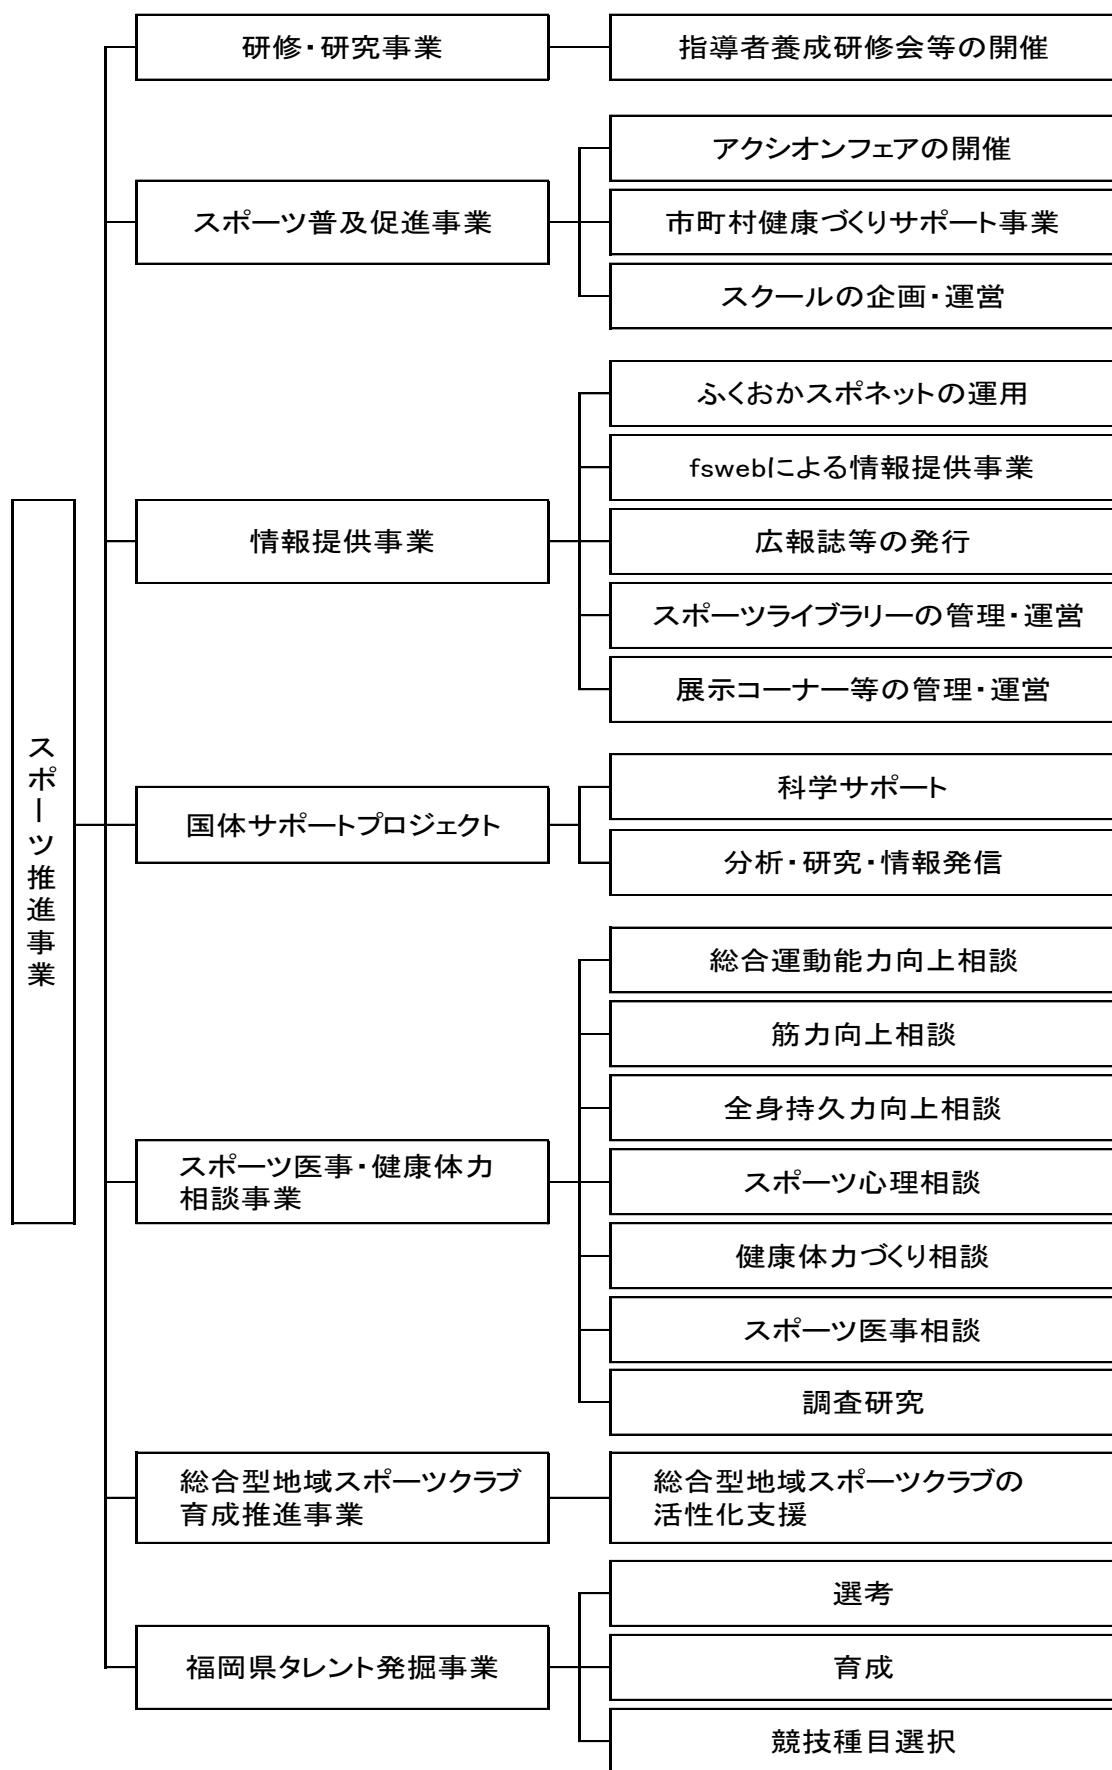 スポーツ推進事業
研修・研究事業
指導者養成研修会等の開催
スポーツ普及促進事業
アクシオンフェアの開催
市町村健康づくりサポート事業
スクールの企画・運営
情報提供事業
ふくおかスポネットの運用
fswebによる情報提供事業
広報誌等の発行
スポーツライブラリーの管理・運営
展示コーナー等の管理・運営
国体サポートプロジェクト
科学サポート
分析・研究・情報発信
スポーツ医事・健康体力
相談事業
総合運動能力向上相談
筋力向上相談
全身持久力向上相談
スポーツ心理相談
健康体力づくり相談
スポーツ医事相談
調査研究
総合型地域スポーツクラブ
育成推進事業
総合型地域スポーツクラブの
活性化支援
福岡県タレント発掘事業
選考
育成
競技種目選択